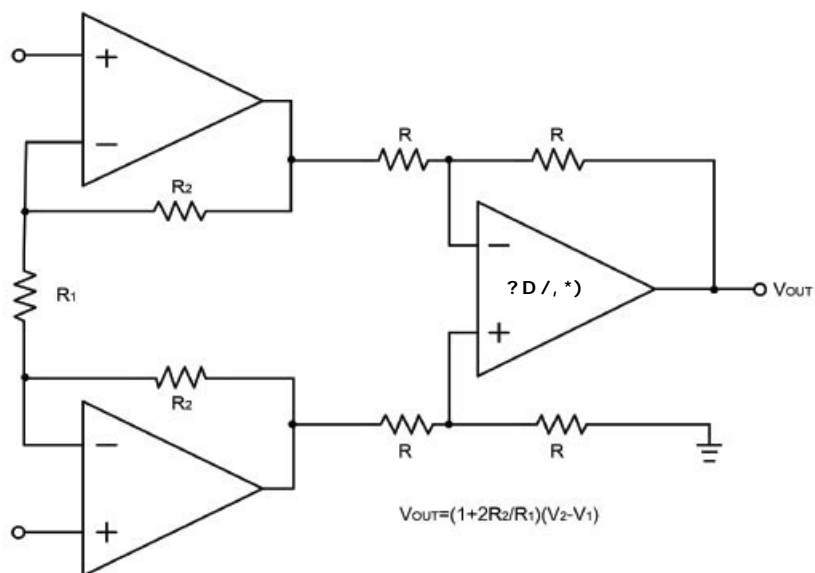 +
−
R₂
R
R
R₁
−
?D/,*)
+
VOUT
R₂
R
R
−
+
VOUT=(1+2R₂/R₁)(V₂-V₁)